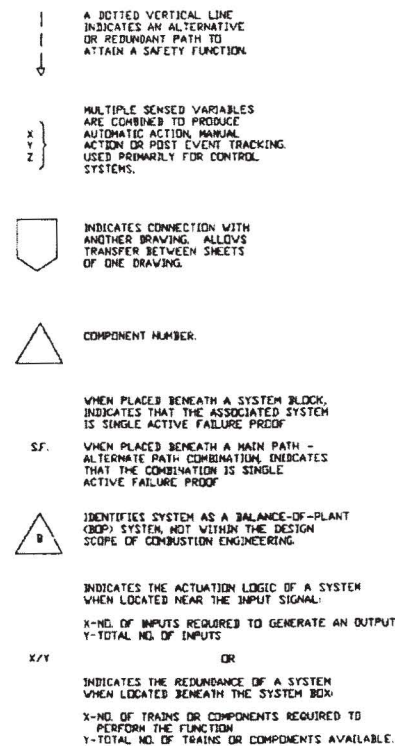 A DOTTED VERTICAL LINE
INDICATES AN ALTERNATIVE
OR REDUNDANT PATH TO
ATTAIN A SAFETY FUNCTION.
X
Y
Z
MULTIPLE SENSED VARIABLES
ARE COMBINED TO PRODUCE
AUTOMATIC ACTION, MANUAL
ACTION OR POST EVENT TRACKING.
USED PRIMARILY FOR CONTROL
SYSTEMS.
INDICATES CONNECTION WITH
ANOTHER DRAWING. ALLOWS
TRANSFER BETWEEN SHEETS
OF ONE DRAWING.
COMPONENT NUMBER.
WHEN PLACED BENEATH A SYSTEM BLOCK,
INDICATES THAT THE ASSOCIATED SYSTEM
IS SINGLE ACTIVE FAILURE PROOF
S.F. WHEN PLACED BENEATH A MAIN PATH -
ALTERNATE PATH COMBINATION, INDICATES
THAT THE COMBINATION IS SINGLE
ACTIVE FAILURE PROOF
B IDENTIFIES SYSTEM AS A BALANCE-OF-PLANT
(BOP) SYSTEM, NOT WITHIN THE DESIGN
SCOPE OF COMBUSTION ENGINEERING.
INDICATES THE ACTUATION LOGIC OF A SYSTEM
WHEN LOCATED NEAR THE INPUT SIGNAL:
X-NO. OF INPUTS REQUIRED TO GENERATE AN OUTPUT
Y-TOTAL NO. OF INPUTS
X/Y OR
INDICATES THE REDUNDANCE OF A SYSTEM
WHEN LOCATED BENEATH THE SYSTEM BOX:
X-NO. OF TRAINS OR COMPONENTS REQUIRED TO
PERFORM THE FUNCTION
Y-TOTAL NO. OF TRAINS OR COMPONENTS AVAILABLE.